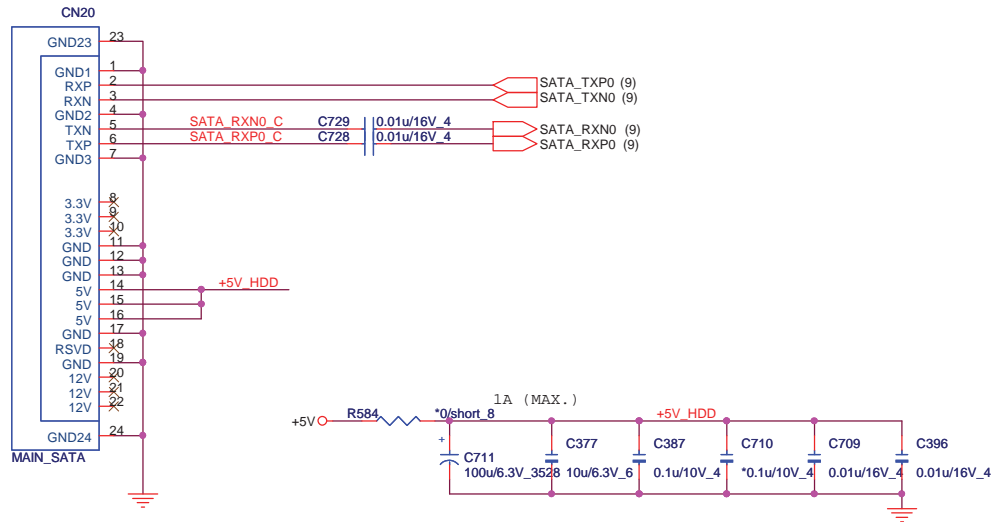 CN20
GND23 23
GND1 1
RXP 2 SATA_TXP0 (9)
RXN 3 SATA_TXN0 (9)
GND2 4
TXN 5 SATA_RXN0_C C729 0.01u/16V_4 SATA_RXN0 (9)
TXP 6 SATA_RXP0_C C728 0.01u/16V_4 SATA_RXP0 (9)
GND3 7
3.3V 8
3.3V 9
3.3V 10
GND 11
GND 12
GND 13
5V 14 +5V_HDD
5V 15
5V 16
GND 17
RSVD 18
GND 19
12V 20
12V 21
12V 22
GND24 24
MAIN_SATA
1A (MAX.)
+5V R584 *0/short_8 +5V_HDD
+
C711 C377 C387 C710 C709 C396
100u/6.3V_3528 10u/6.3V_6 0.1u/10V_4 *0.1u/10V_4 0.01u/16V_4 0.01u/16V_4